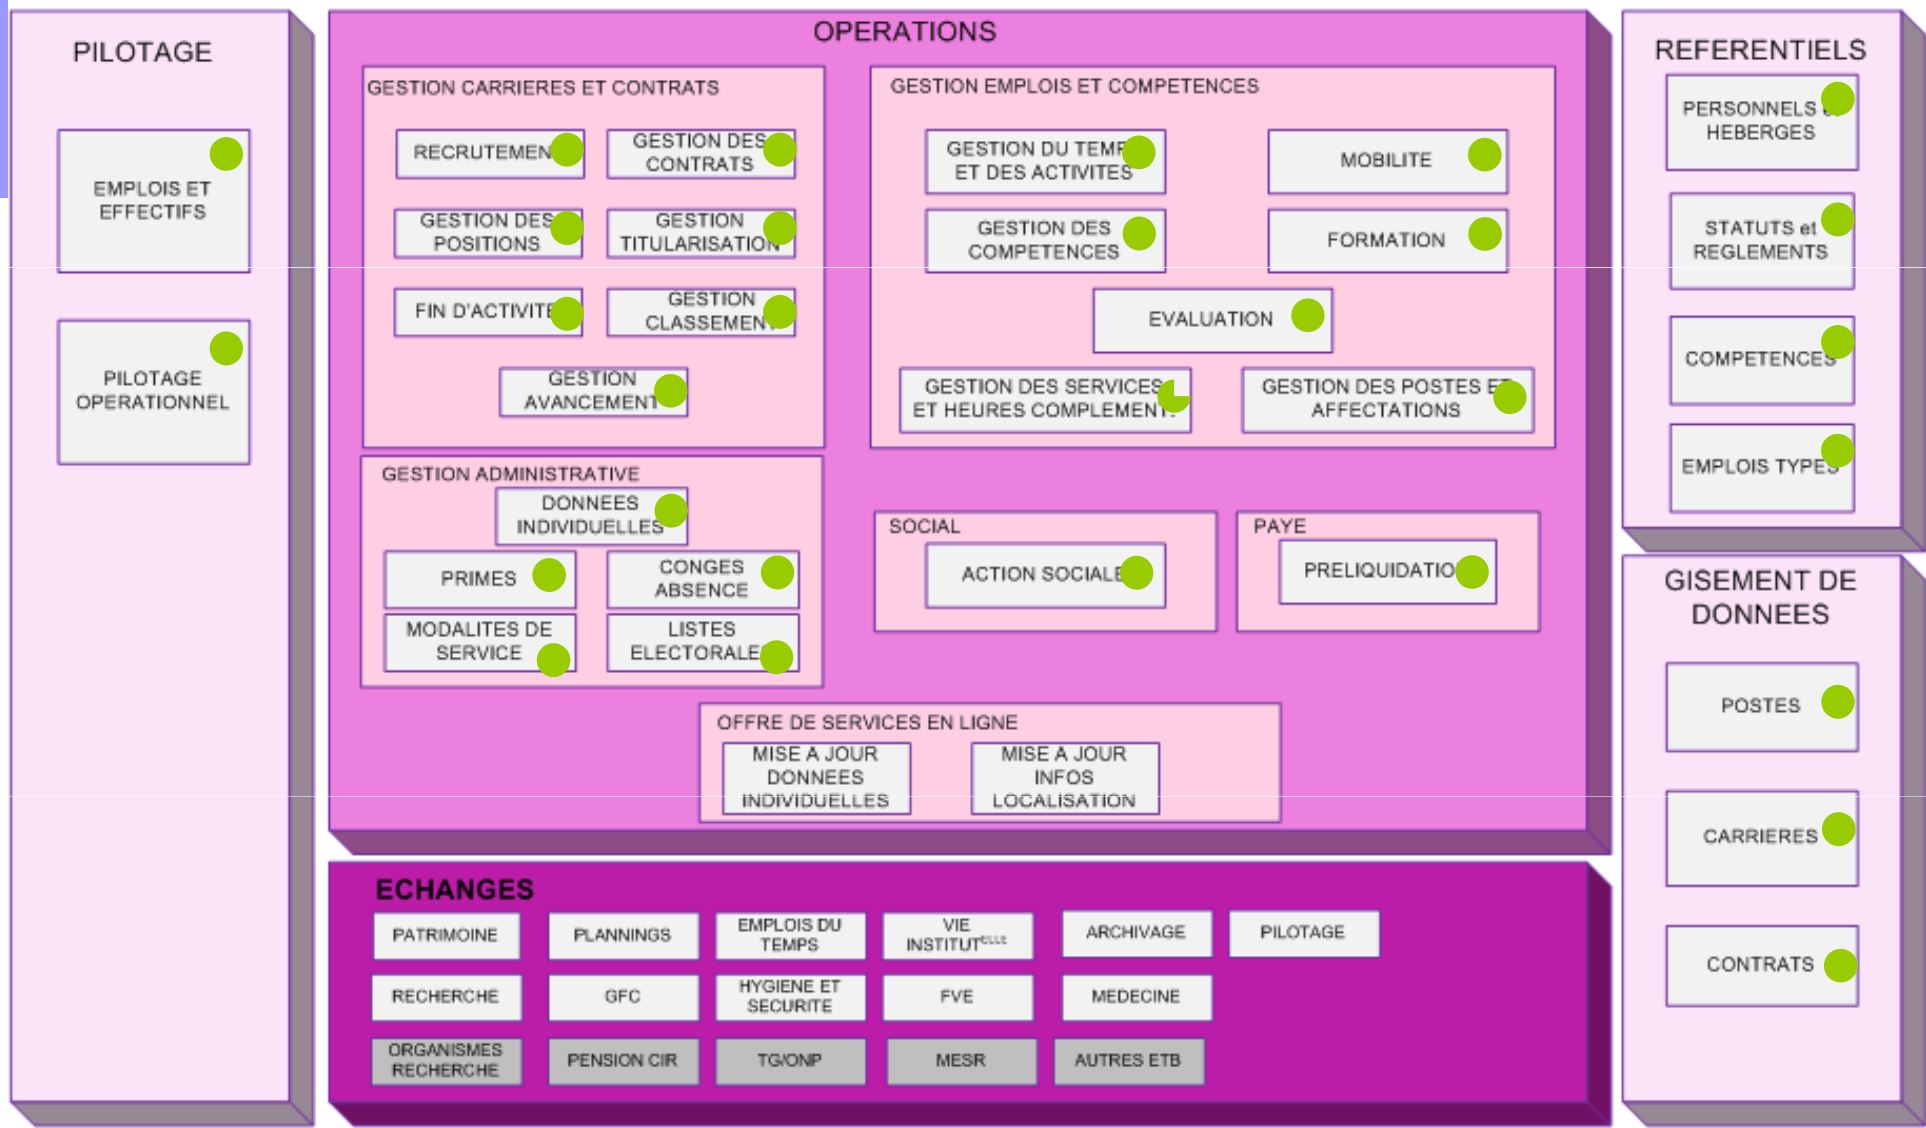 PILOTAGE
EMPLOIS ET
EFFECTIFS
PILOTAGE
OPERATIONNEL
OPERATIONS
GESTION CARRIERES ET CONTRATS
RECRUTEMEN
GESTION DES
CONTRATS
GESTION DES
POSITIONS
GESTION
TITULARISATION
FIN D'ACTIVITE
GESTION
CLASSEMENT
GESTION
AVANCEMENT
GESTION EMPLOIS ET COMPETENCES
GESTION DU TEMP
ET DES ACTIVITES
MOBILITE
GESTION DES
COMPETENCES
FORMATION
EVALUATION
GESTION DES SERVICES
ET HEURES COMPLEMENT.
GESTION DES POSTES ET
AFFECTATIONS
GESTION ADMINISTRATIVE
DONNEES
INDIVIDUELLES
PRIMES
CONGES
ABSENCE
MODALITES DE
SERVICE
LISTES
ELECTORALE
SOCIAL
ACTION SOCIALE
PAYE
PRELIQUIDATIO
OFFRE DE SERVICES EN LIGNE
MISE A JOUR
DONNEES
INDIVIDUELLES
MISE A JOUR
INFOS
LOCALISATION
ECHANGES
PATRIMOINE
PLANNINGS
EMPLOIS DU
TEMPS
VIE
INSTITUTELLE
ARCHIVAGE
PILOTAGE
RECHERCHE
GFC
HYGIENE ET
SECURITE
FVE
MEDECINE
ORGANISMES
RECHERCHE
PENSION CIR
TG/ONP
MESR
AUTRES ETB
REFERENTIELS
PERSONNELS
HEBERGES
STATUTS et
REGLEMENTS
COMPETENCES
EMPLOIS TYPES
GISEMENT DE
DONNEES
POSTES
CARRIERES
CONTRATS